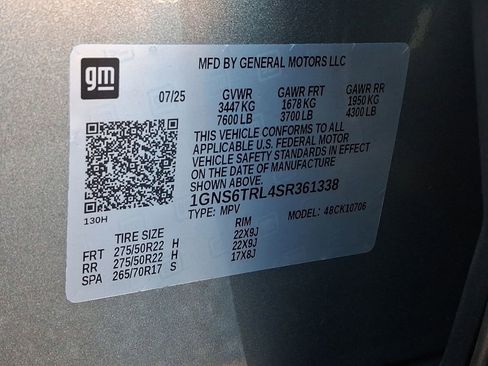 gm
MFD BY GENERAL MOTORS LLC
07/25 GVWR GAWR FRT GAWR RR
3447 KG 1678 KG 1950 KG
7600 LB 3700 LB 4300 LB
THIS VEHICLE CONFORMS TO ALL
APPLICABLE U.S. FEDERAL MOTOR
VEHICLE SAFETY STANDARDS IN EFFECT
ON THE DATE OF MANUFACTURE
SHOWN ABOVE.
1GNS6TRL4SR361338
TYPE: MPV MODEL: 48CK10706
130H
TIRE SIZE RIM
FRT 275/50R22 H 22X9J
RR 275/50R22 H 22X9J
SPA 265/70R17 S 17X8J